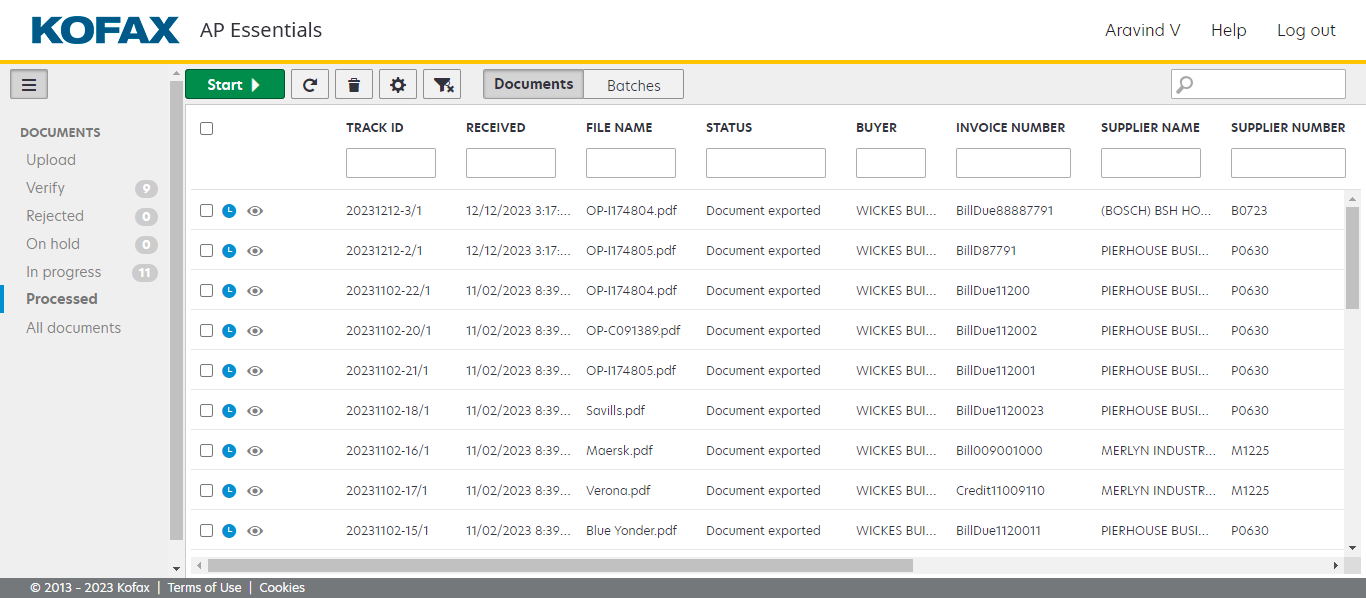 KOFAX AP Essentials Aravind V Help Log out
Start Documents Batches
DOCUMENTS
Upload
Verify 9
Rejected 0
On hold 0
In progress 11
Processed
All documents
TRACK ID RECEIVED FILE NAME STATUS BUYER INVOICE NUMBER SUPPLIER NAME SUPPLIER NUMBER
20231212-3/1 12/12/2023 3:17:... OP-I174804.pdf Document exported WICKES BUI... BillDue88887791 (BOSCH) BSH HO... B0723
20231212-2/1 12/12/2023 3:17:... OP-I174805.pdf Document exported WICKES BUI... BillD87791 PIERHOUSE BUSI... P0630
20231102-22/1 11/02/2023 8:39... OP-I174804.pdf Document exported WICKES BUI... BillDue11200 PIERHOUSE BUSI... P0630
20231102-20/1 11/02/2023 8:39... OP-C091389.pdf Document exported WICKES BUI... BillDue112002 PIERHOUSE BUSI... P0630
20231102-21/1 11/02/2023 8:39... OP-I174805.pdf Document exported WICKES BUI... BillDue112001 PIERHOUSE BUSI... P0630
20231102-18/1 11/02/2023 8:39... Savills.pdf Document exported WICKES BUI... BillDue1120023 PIERHOUSE BUSI... P0630
20231102-16/1 11/02/2023 8:39... Maersk.pdf Document exported WICKES BUI... Bill009001000 MERLYN INDUSTR... M1225
20231102-17/1 11/02/2023 8:39... Verona.pdf Document exported WICKES BUI... Credit11009110 MERLYN INDUSTR... M1225
20231102-15/1 11/02/2023 8:39... Blue Yonder.pdf Document exported WICKES BUI... BillDue1120011 PIERHOUSE BUSI... P0630
© 2013 - 2023 Kofax | Terms of Use | Cookies